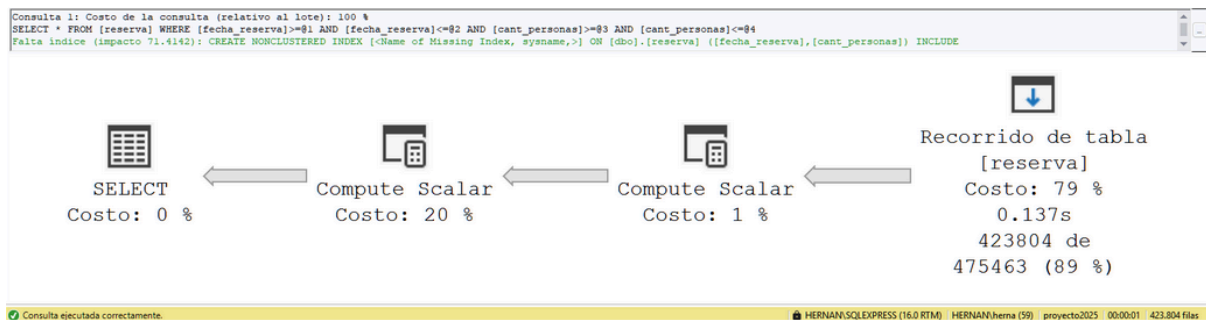 Consulta 1: Costo de la consulta (relativo al lote): 100 %
SELECT * FROM [reserva] WHERE [fecha_reserva]>=@1 AND [fecha_reserva]<=@2 AND [cant_personas]>=@3 AND [cant_personas]<=@4
Falta índice (impacto 71.4142): CREATE NONCLUSTERED INDEX [<Name of Missing Index, sysname,>] ON [dbo].[reserva] ([fecha_reserva],[cant_personas]) INCLUDE
SELECT
Costo: 0 %
Compute Scalar
Costo: 20 %
Compute Scalar
Costo: 1 %
Recorrido de tabla
[reserva]
Costo: 79 %
0.137s
423804 de
475463 (89 %)
Consulta ejecutada correctamente.
HERNAN\SQLEXPRESS (16.0 RTM) HERNAN\herna (59) proyecto2025 00:00:01 423.804 filas